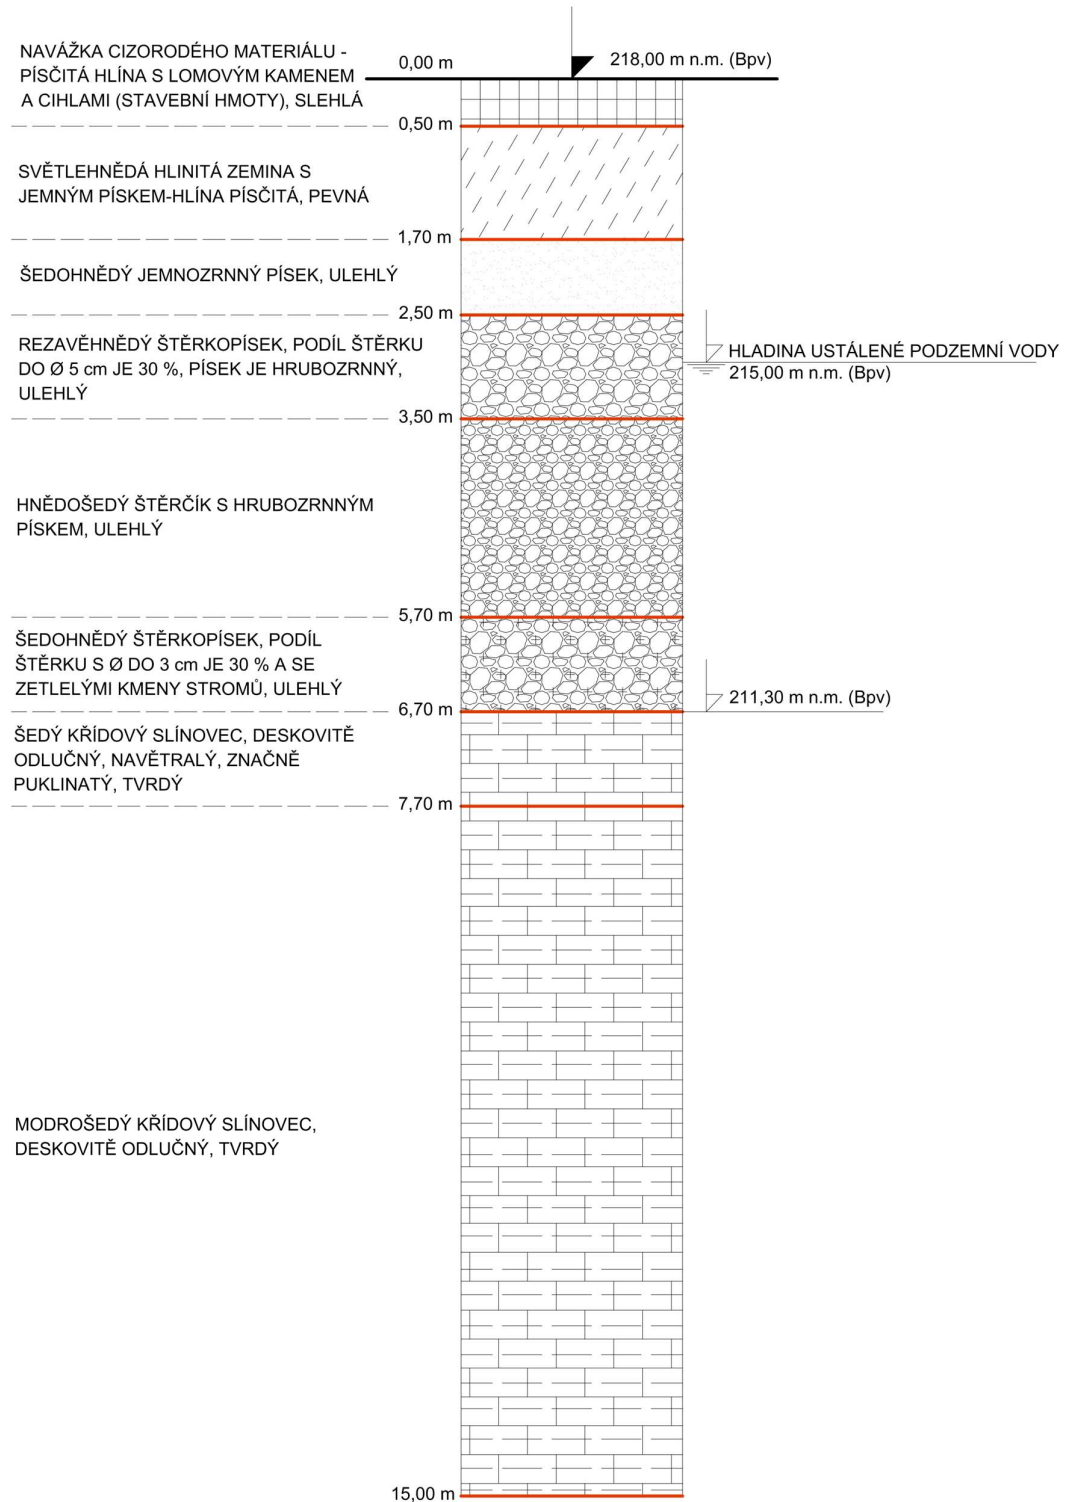 NAVÁŽKA CIZORODÉHO MATERIÁLU -
PÍSČITÁ HLÍNA S LOMOVÝM KAMENEM
A CIHLAMI (STAVEBNÍ HMOTY), SLEHLÁ
0,00 m
218,00 m n.m. (Bpv)
0,50 m
SVĚTLEHNĚDÁ HLINITÁ ZEMINA S
JEMNÝM PÍSKEM-HLÍNA PÍSČITÁ, PEVNÁ
1,70 m
ŠEDOHNĚDÝ JEMNOZRNNÝ PÍSEK, ULEHLÝ
2,50 m
REZAVĚHNĚDÝ ŠTĚRKOPÍSEK, PODÍL ŠTĚRKU
DO Ø 5 cm JE 30 %, PÍSEK JE HRUBOZRNNÝ,
ULEHLÝ
HLADINA USTÁLENÉ PODZEMNÍ VODY
215,00 m n.m. (Bpv)
3,50 m
HNĚDOŠEDÝ ŠTĚRČÍK S HRUBOZRNNÝM
PÍSKEM, ULEHLÝ
5,70 m
ŠEDOHNĚDÝ ŠTĚRKOPÍSEK, PODÍL
ŠTĚRKU S Ø DO 3 cm JE 30 % A SE
ZETLELÝMI KMENY STROMŮ, ULEHLÝ
6,70 m
211,30 m n.m. (Bpv)
ŠEDÝ KŘÍDOVÝ SLÍNOVEC, DESKOVITĚ
ODLUČNÝ, NAVĚTRALÝ, ZNAČNĚ
PUKLINATÝ, TVRDÝ
7,70 m
MODROŠEDÝ KŘÍDOVÝ SLÍNOVEC,
DESKOVITĚ ODLUČNÝ, TVRDÝ
15,00 m